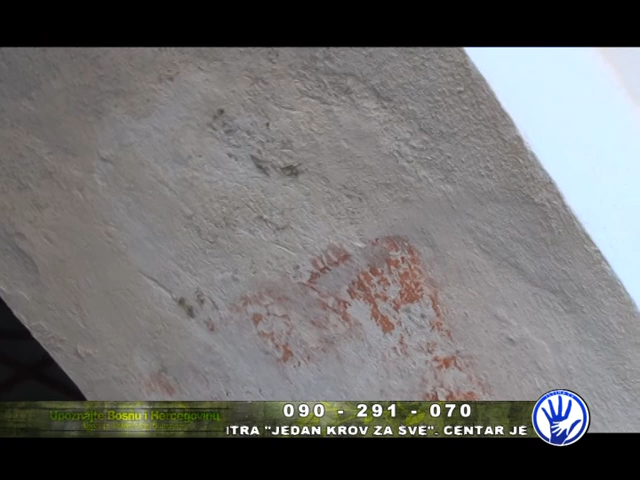 Upoznajte Bosnu i Hercegovinu
090 - 291 - 070
ITRA "JEDAN KROV ZA SVE". CENTAR JE